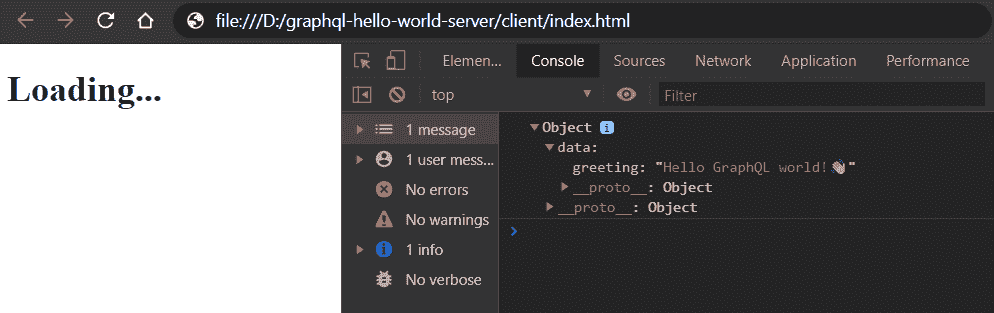 file:///D:/graphql-hello-world-server/client/index.html
Loading...
Elemen... Console Sources Network Application Performance
top Filter
1 message
1 user mess...
No errors
No warnings
1 info
No verbose
Object i
data:
greeting: "Hello GraphQL world!👋"
__proto__: Object
__proto__: Object